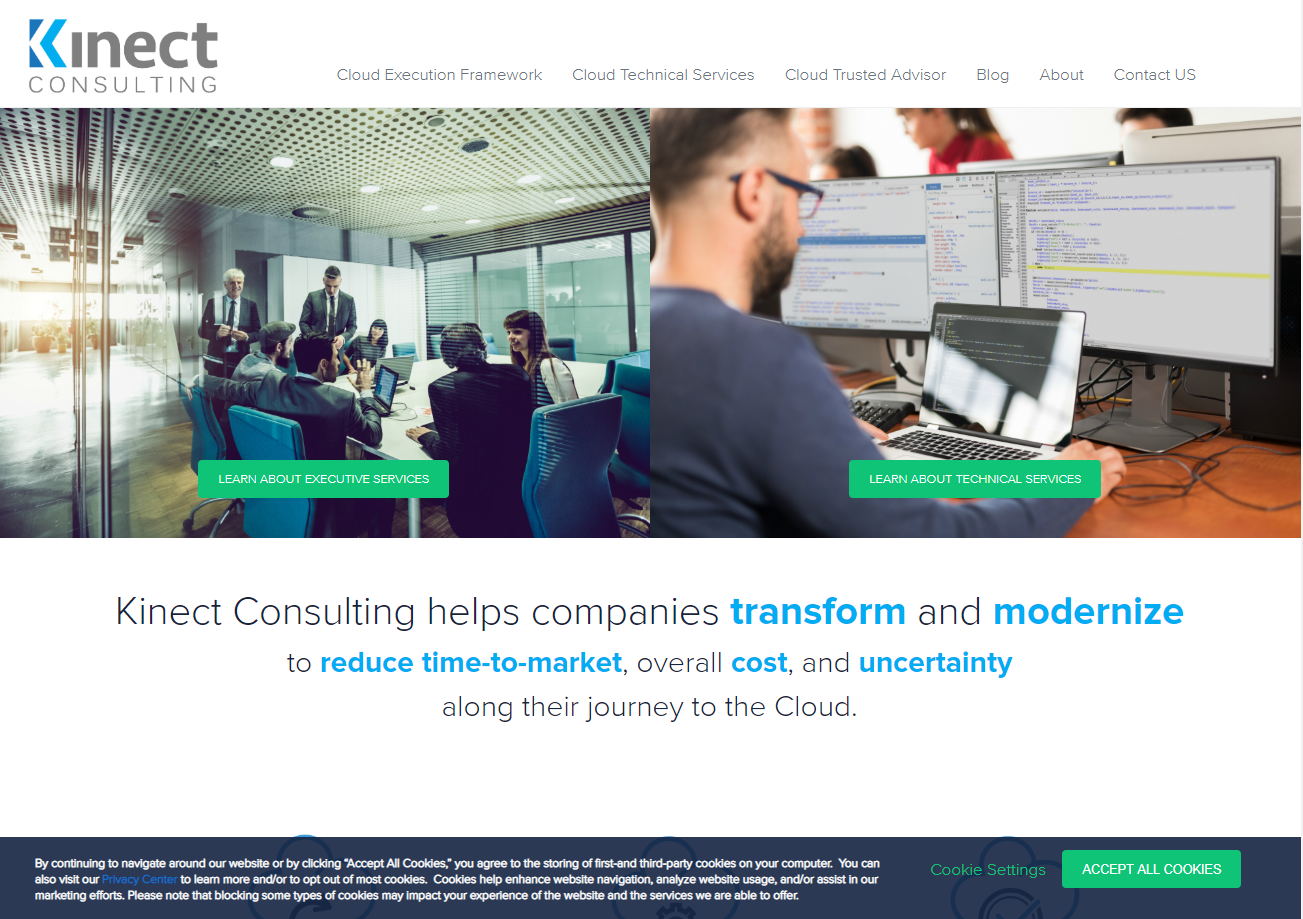 Kinect
CONSULTING
Cloud Execution Framework Cloud Technical Services Cloud Trusted Advisor Blog About Contact US
LEARN ABOUT EXECUTIVE SERVICES
LEARN ABOUT TECHNICAL SERVICES
Kinect Consulting helps companies transform and modernize
to reduce time-to-market, overall cost, and uncertainty
along their journey to the Cloud.
By continuing to navigate around our website or by clicking “Accept All Cookies,” you agree to the storing of first-and third-party cookies on your computer. You can
also visit our Privacy Center to learn more and/or to opt out of most cookies. Cookies help enhance website navigation, analyze website usage, and/or assist in our
marketing efforts. Please note that blocking some types of cookies may impact your experience of the website and the services we are able to offer.
Cookie Settings
ACCEPT ALL COOKIES